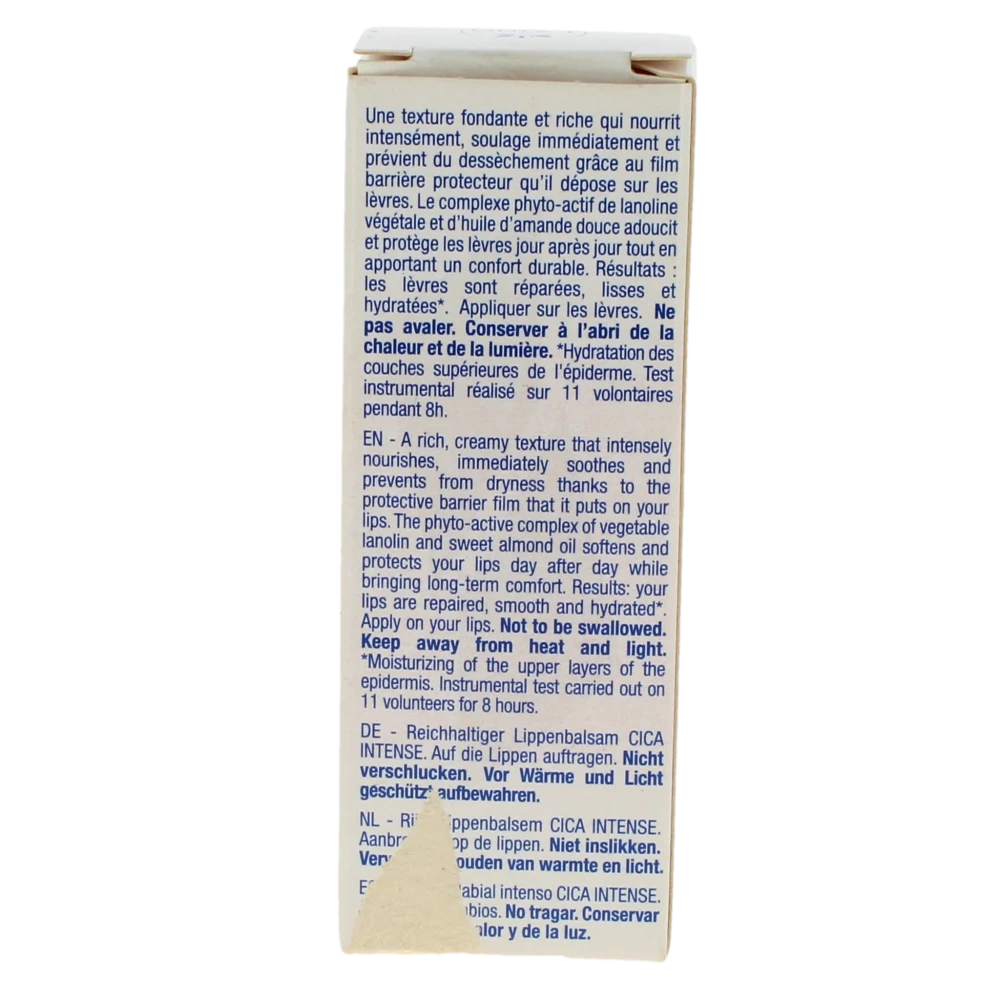 Une texture fondante et riche qui nourrit
intensément, soulage immédiatement et
prévient du dessèchement grâce au film
barrière protecteur qu'il dépose sur les
lèvres. Le complexe phyto-actif de lanoline
végétale et d'huile d'amande douce adoucit
et protège les lèvres jour après jour tout en
apportant un confort durable. Résultats :
les lèvres sont réparées, lisses et
hydratées*. Appliquer sur les lèvres. Ne
pas avaler. Conserver à l'abri de la
chaleur et de la lumière. *Hydratation des
couches supérieures de l'épiderme. Test
instrumental réalisé sur 11 volontaires
pendant 8h.
EN - A rich, creamy texture that intensely
nourishes, immediately soothes and
prevents from dryness thanks to the
protective barrier film that it puts on your
lips. The phyto-active complex of vegetable
lanolin and sweet almond oil softens and
protects your lips day after day while
bringing long-term comfort. Results: your
lips are repaired, smooth and hydrated*.
Apply on your lips. Not to be swallowed.
Keep away from heat and light.
*Moisturizing of the upper layers of the
epidermis. Instrumental test carried out on
11 volunteers for 8 hours.
DE - Reichhaltiger Lippenbalsam CICA
INTENSE. Auf die Lippen auftragen. Nicht
verschlucken. Vor Wärme und Licht
geschützt aufbewahren.
NL - CICA INTENSE.
op de lippen. Niet inslikken.
van warmte en licht.
intenso CICA INTENSE.
No tragar. Conservar
y de la luz.